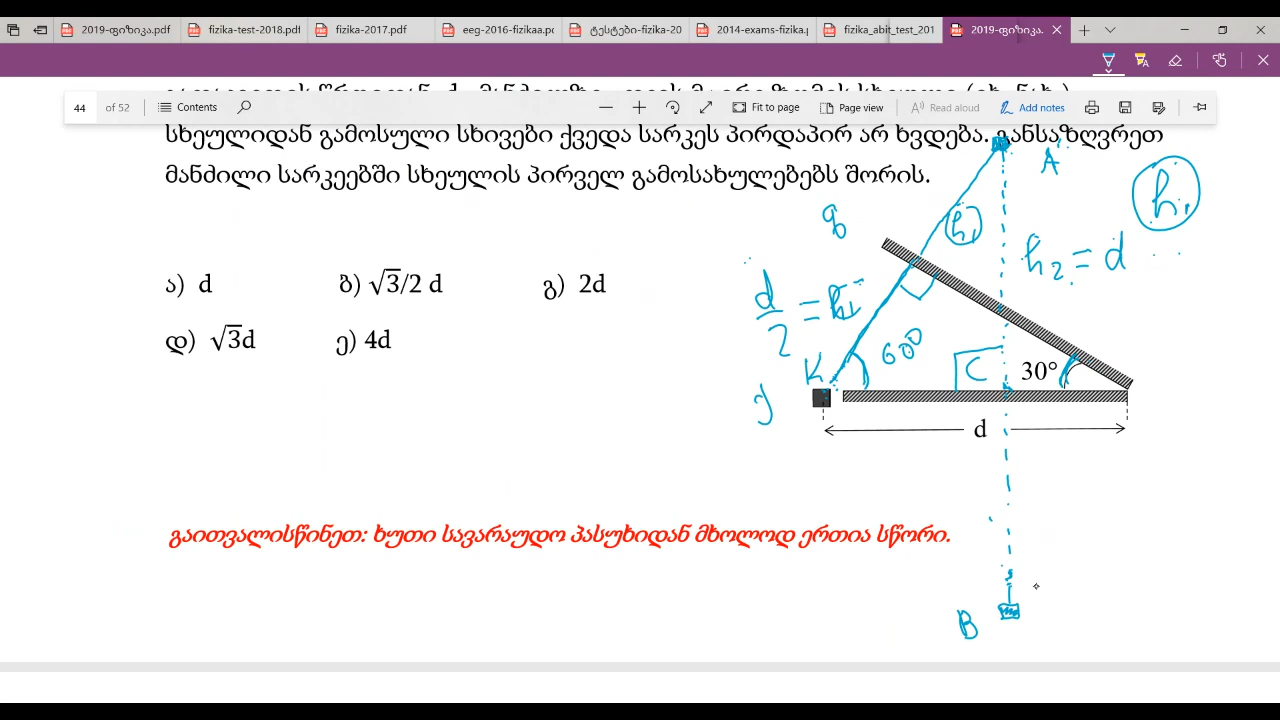 2019-ფიზიკა.pdf fizika-test-2018.pdf fizika-2017.pdf eeg-2016-fizikaa.pc ტესტები-ფიზიკა-20 2014-exams-fizika.p fizika_abit_test_201 2019-ფიზიკა.
44 of 52 Contents Fit to page Page view Read aloud Add notes
სხეულიდან გამოსული სხივები ქვედა სარკეს პირდაპირ არ ხვდება. განსაზღვრეთ
მანძილი სარკეებში სხეულის პირველ გამოსახულებებს შორის.
ა) d ბ) √3/2 d გ) 2d
დ) √3d ე) 4d
A
h₁
h₁
h₂ = d
d/2 = h₁
K
60°
C
30°
d
B
გაითვალისწინეთ: ხუთი სავარაუდო პასუხიდან მხოლოდ ერთია სწორი.